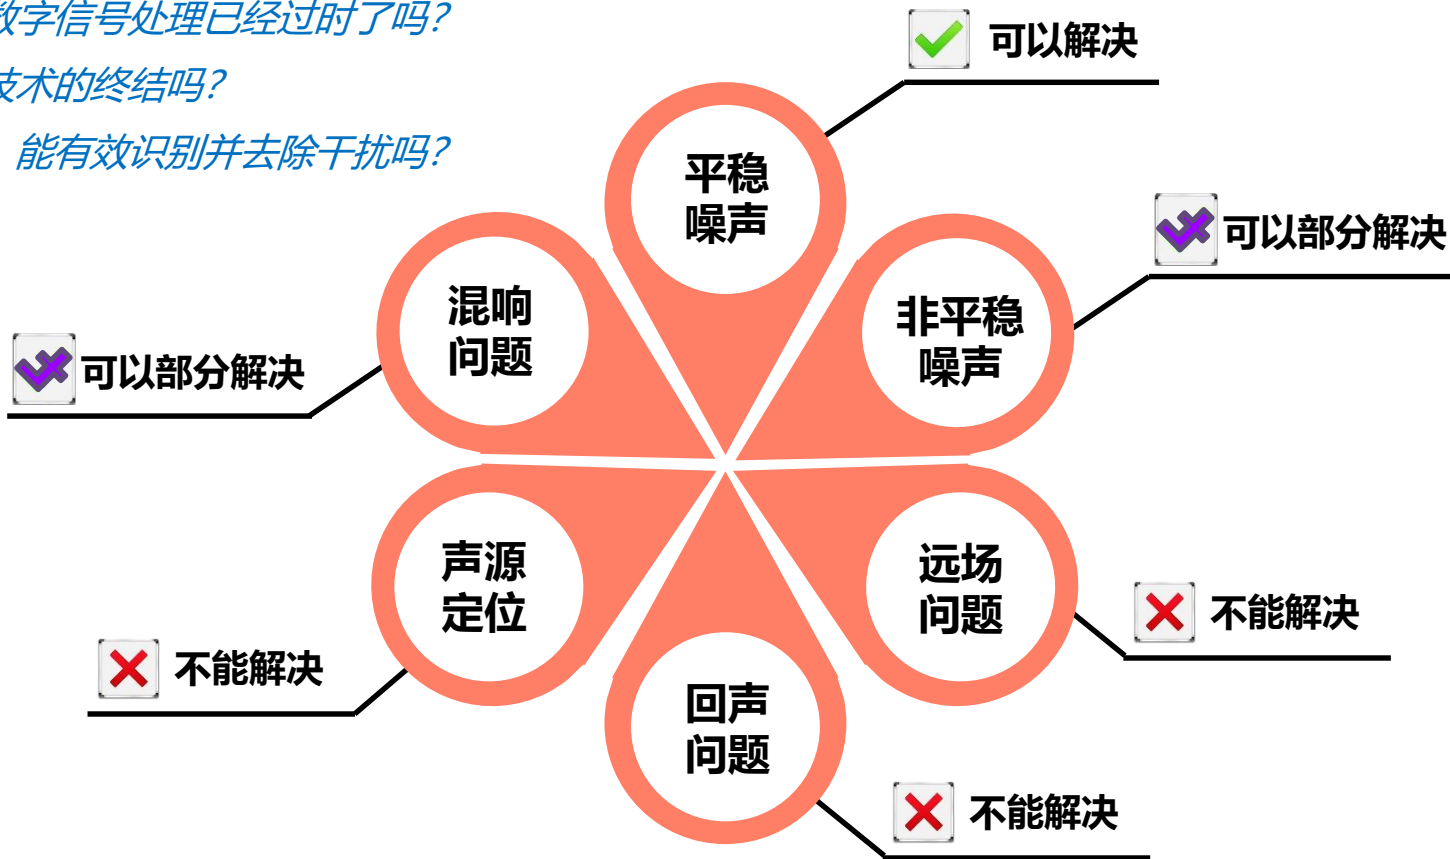 数字信号处理已经过时了吗?
技术的终结吗?
能有效识别并去除干扰吗?
可以解决
平稳
噪声
可以部分解决
非平稳
噪声
混响
问题
可以部分解决
声源
定位
远场
问题
不能解决
不能解决
回声
问题
不能解决